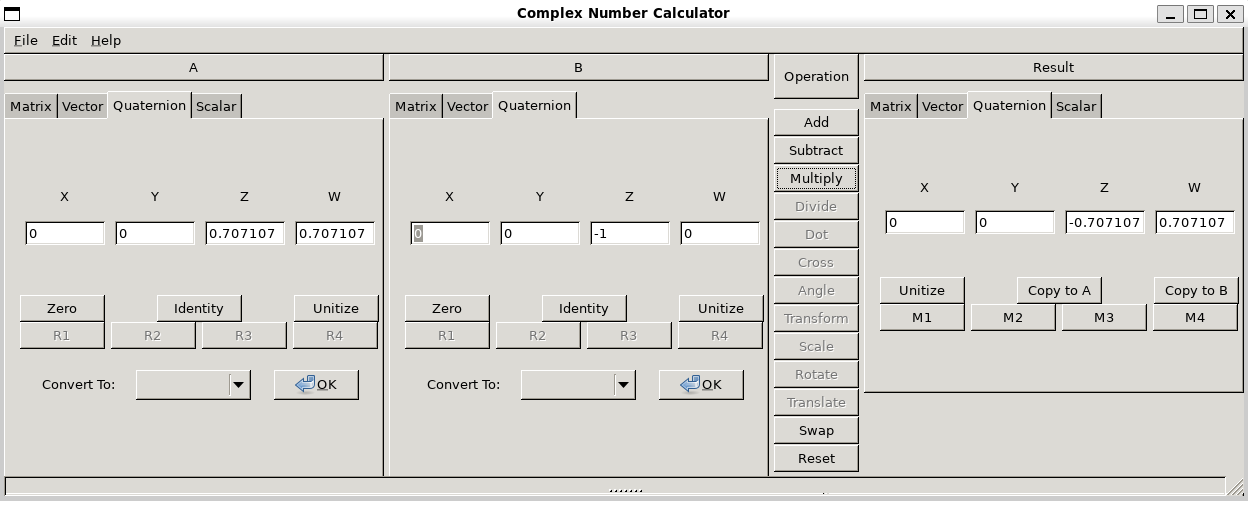 Complex Number Calculator
File Edit Help
A B Operation Result
Matrix Vector Quaternion Scalar Matrix Vector Quaternion Matrix Vector Quaternion Scalar
Add
Subtract
Multiply
Divide
Dot
Cross
Angle
Transform
Scale
Rotate
Translate
Swap
Reset
X Y Z W
0 0 0.707107 0.707107
Zero Identity Unitize
R1 R2 R3 R4
Convert To: OK
X Y Z W
0 0 -1 0
Zero Identity Unitize
R1 R2 R3 R4
Convert To: OK
X Y Z W
0 0 -0.707107 0.707107
Unitize Copy to A Copy to B
M1 M2 M3 M4